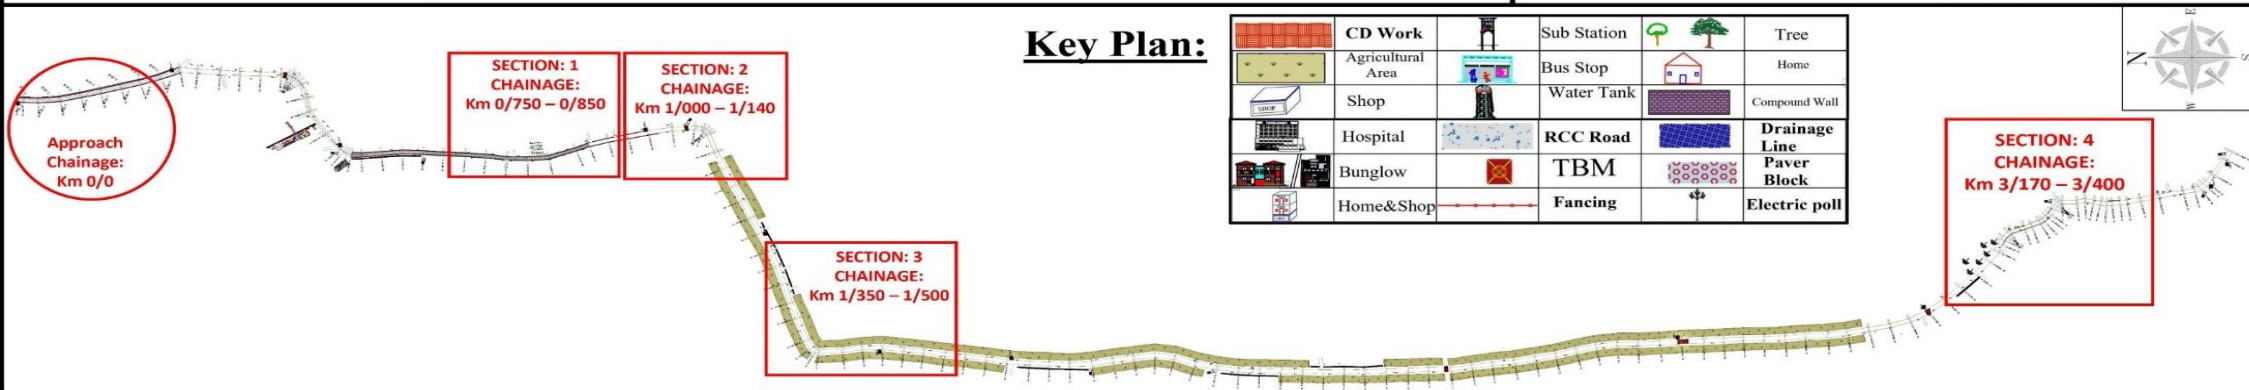 Key Plan:
CD Work
Sub Station
Tree
Agricultural
Area
Bus Stop
Home
Shop
SHOP
Water Tank
Compound Wall
Hospital
RCC Road
Drainage
Line
Bunglow
TBM
Paver
Block
Home&Shop
Fancing
Electric poll
N
E
S
W
Approach
Chainage:
Km 0/0
SECTION: 1
CHAINAGE:
Km 0/750 – 0/850
SECTION: 2
CHAINAGE:
Km 1/000 – 1/140
SECTION: 3
CHAINAGE:
Km 1/350 – 1/500
SECTION: 4
CHAINAGE:
Km 3/170 – 3/400